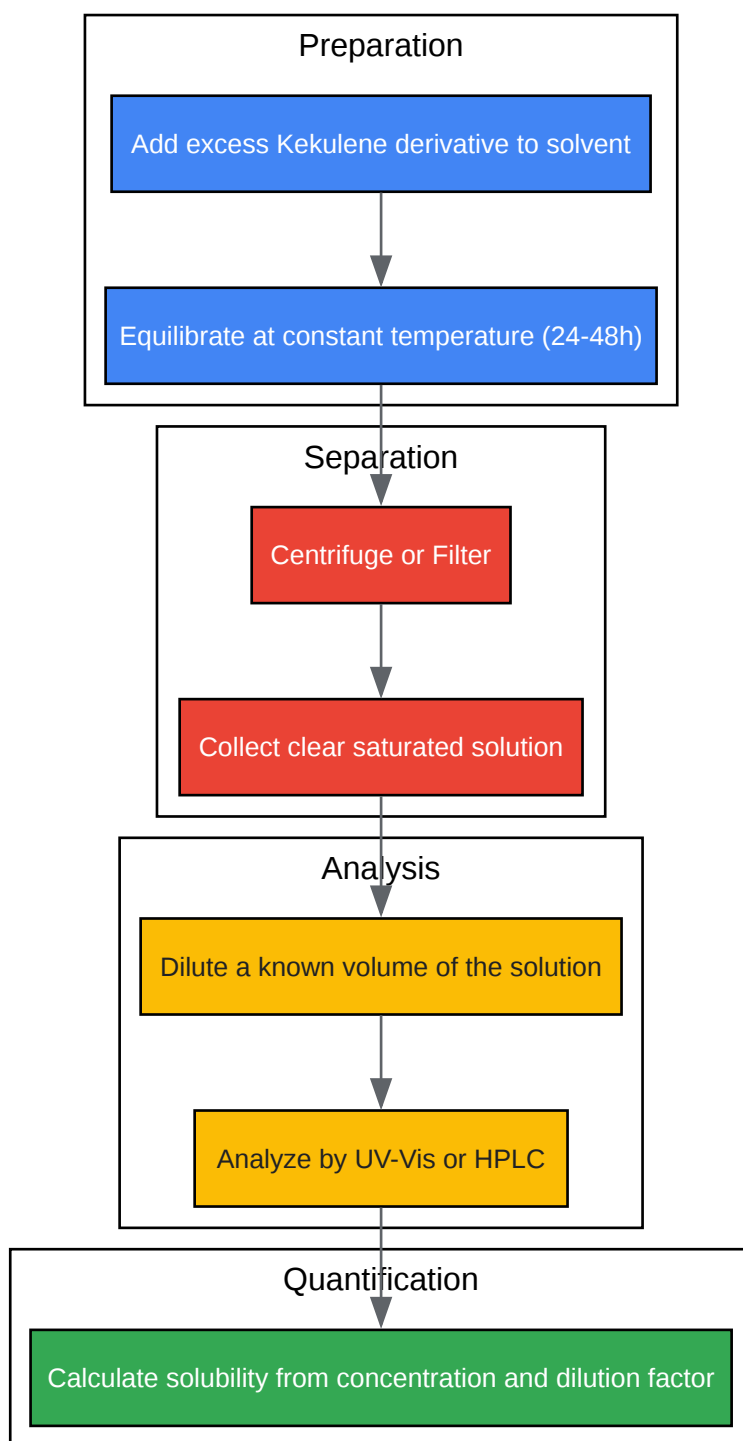 Preparation
Add excess Kekulene derivative to solvent
Equilibrate at constant temperature (24-48h)
Separation
Centrifuge or Filter
Collect clear saturated solution
Analysis
Dilute a known volume of the solution
Analyze by UV-Vis or HPLC
Quantification
Calculate solubility from concentration and dilution factor